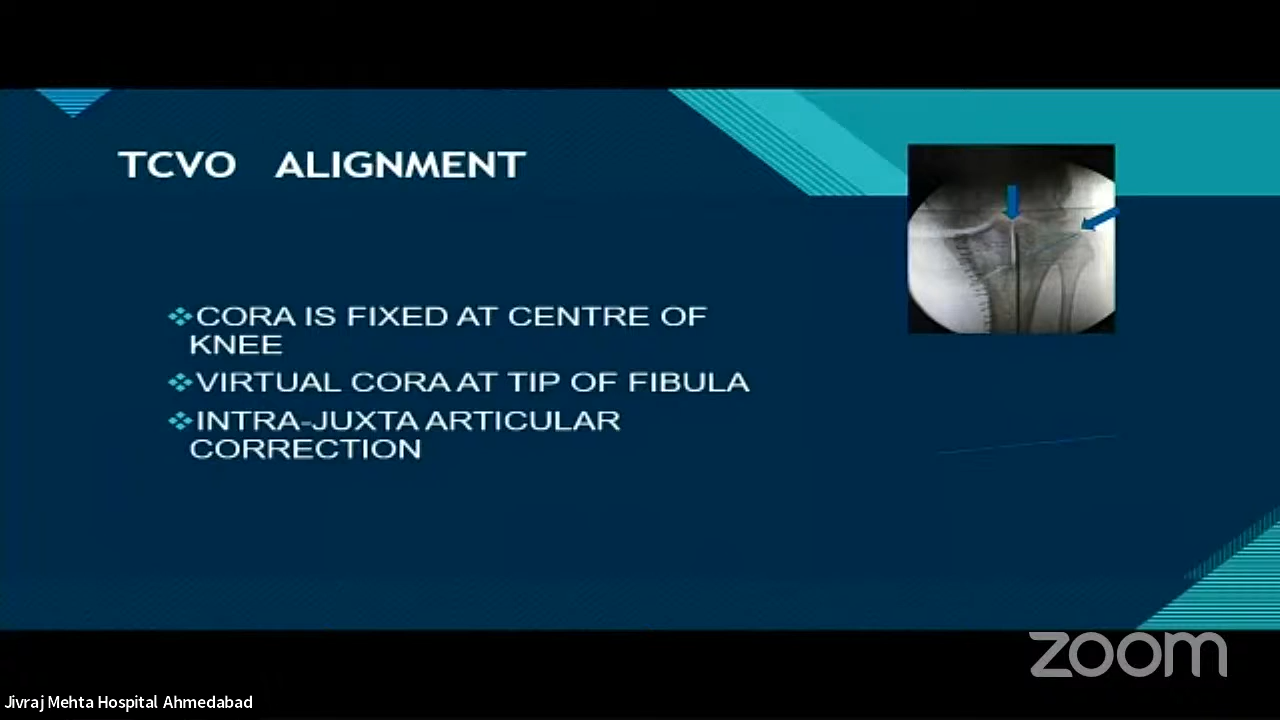 TCVO ALIGNMENT
CORA IS FIXED AT CENTRE OF
KNEE
VIRTUAL CORA AT TIP OF FIBULA
INTRA-JUXTA ARTICULAR
CORRECTION
zoom
Jivraj Mehta Hospital Ahmedabad